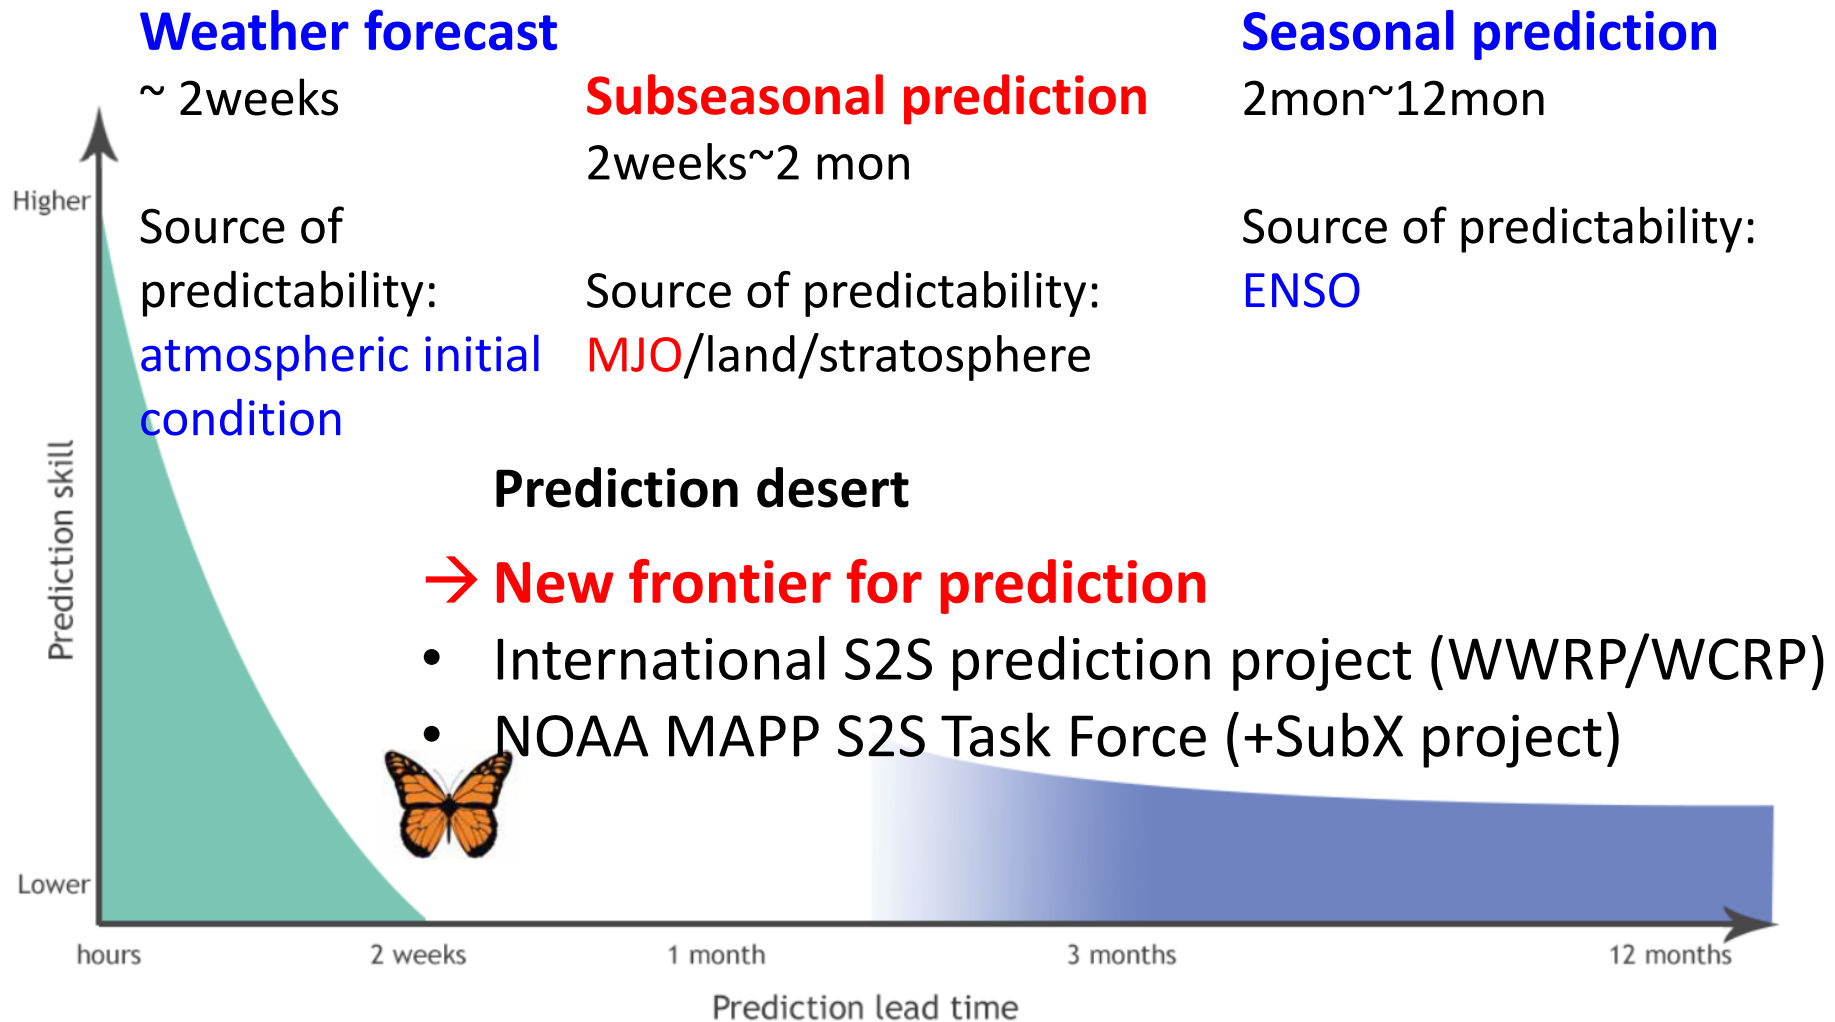 Weather forecast
~ 2weeks
Source of
predictability:
atmospheric initial
condition
Subseasonal prediction
2weeks~2 mon
Source of predictability:
MJO/land/stratosphere
Seasonal prediction
2mon~12mon
Source of predictability:
ENSO
Prediction desert
→ New frontier for prediction
• International S2S prediction project (WWRP/WCRP)
• NOAA MAPP S2S Task Force (+SubX project)
Higher
Prediction skill
Lower
hours
2 weeks
1 month
3 months
12 months
Prediction lead time